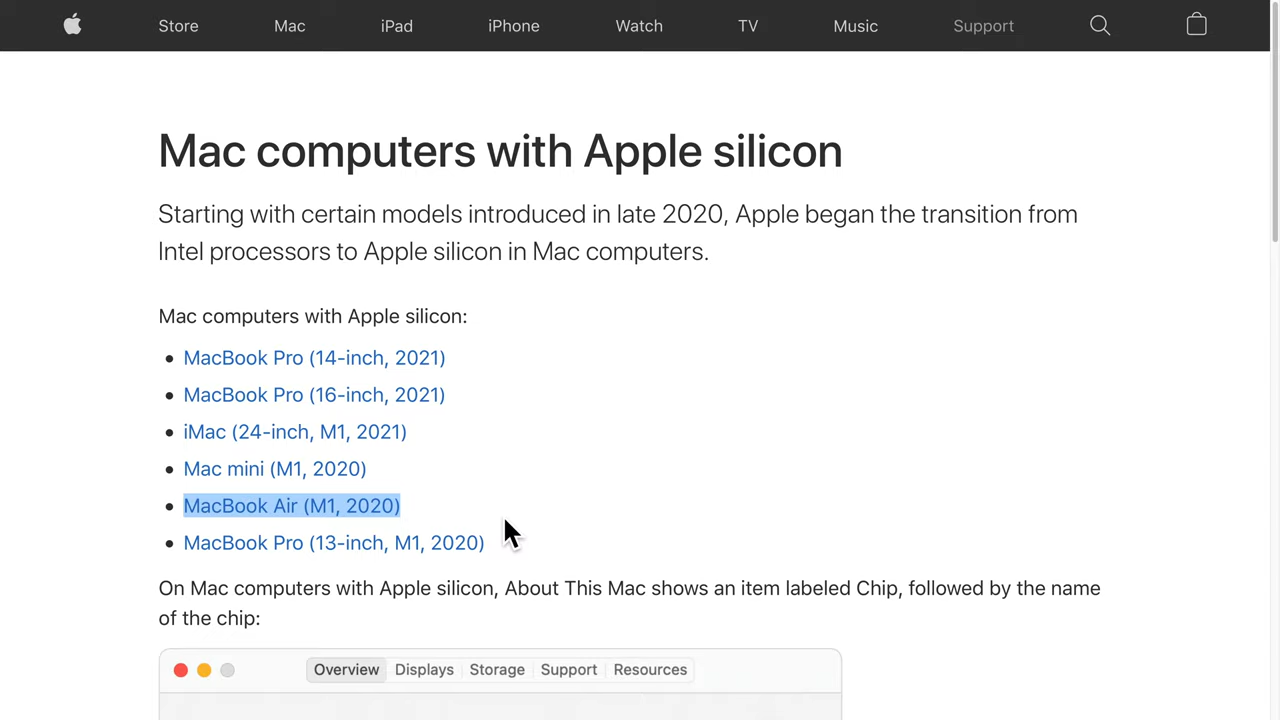 Store Mac iPad iPhone Watch TV Music Support
Mac computers with Apple silicon
Starting with certain models introduced in late 2020, Apple began the transition from
Intel processors to Apple silicon in Mac computers.
Mac computers with Apple silicon:
• MacBook Pro (14-inch, 2021)
• MacBook Pro (16-inch, 2021)
• iMac (24-inch, M1, 2021)
• Mac mini (M1, 2020)
• MacBook Air (M1, 2020)
• MacBook Pro (13-inch, M1, 2020)
On Mac computers with Apple silicon, About This Mac shows an item labeled Chip, followed by the name
of the chip:
Overview Displays Storage Support Resources